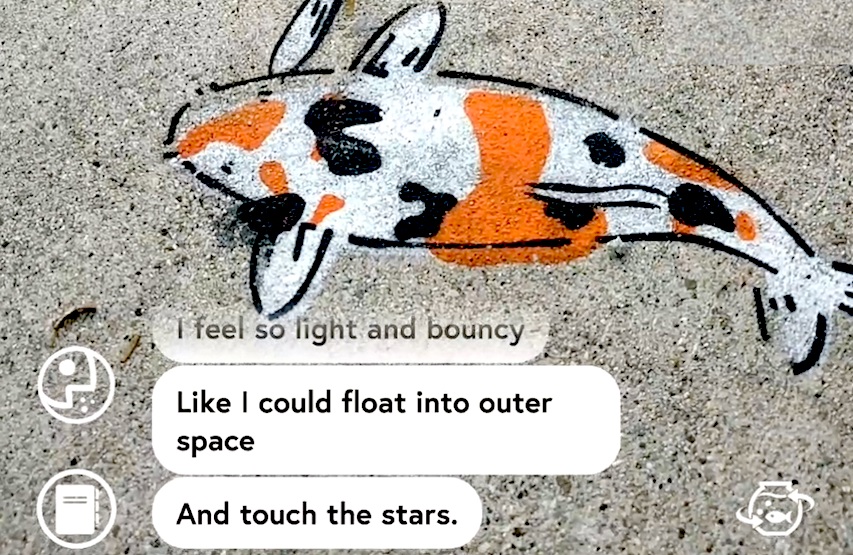 I feel so light and bouncy
Like I could float into outer
space
And touch the stars.